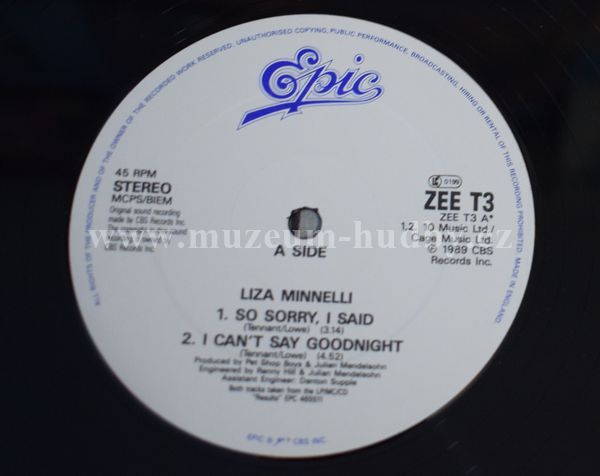 ALL RIGHTS OF THE PRODUCER AND OF THE OWNER OF THE RECORDED WORK RESERVED. UNAUTHORISED COPYING, PUBLIC PERFORMANCE, BROADCASTING, HIRING OR RENTAL OF THIS RECORDING PROHIBITED. MADE IN ENGLAND.
Epic
45 RPM
STEREO
MCPS/BIEM
Original sound recording
made by CBS Records Inc.
CBS Records Inc.
0199
ZEE T3
ZEE T3 A*
1.2. 10 Music Ltd./
Cage Music Ltd.
℗ 1989 CBS
Records Inc.
www.muzeum-hud
A SIDE
LIZA MINNELLI
1. SO SORRY, I SAID
(Tennant/Lowe) (3.14)
2. I CAN'T SAY GOODNIGHT
(Tennant/Lowe) (4.52)
Produced by Pet Shop Boys & Julian Mendelsohn
Engineered by Renny Hill & Julian Mendelsohn
Assistant Engineer: Danton Supple
Both tracks taken from the LP/MC/CD
"Results" EPC 465511
CBS INC.